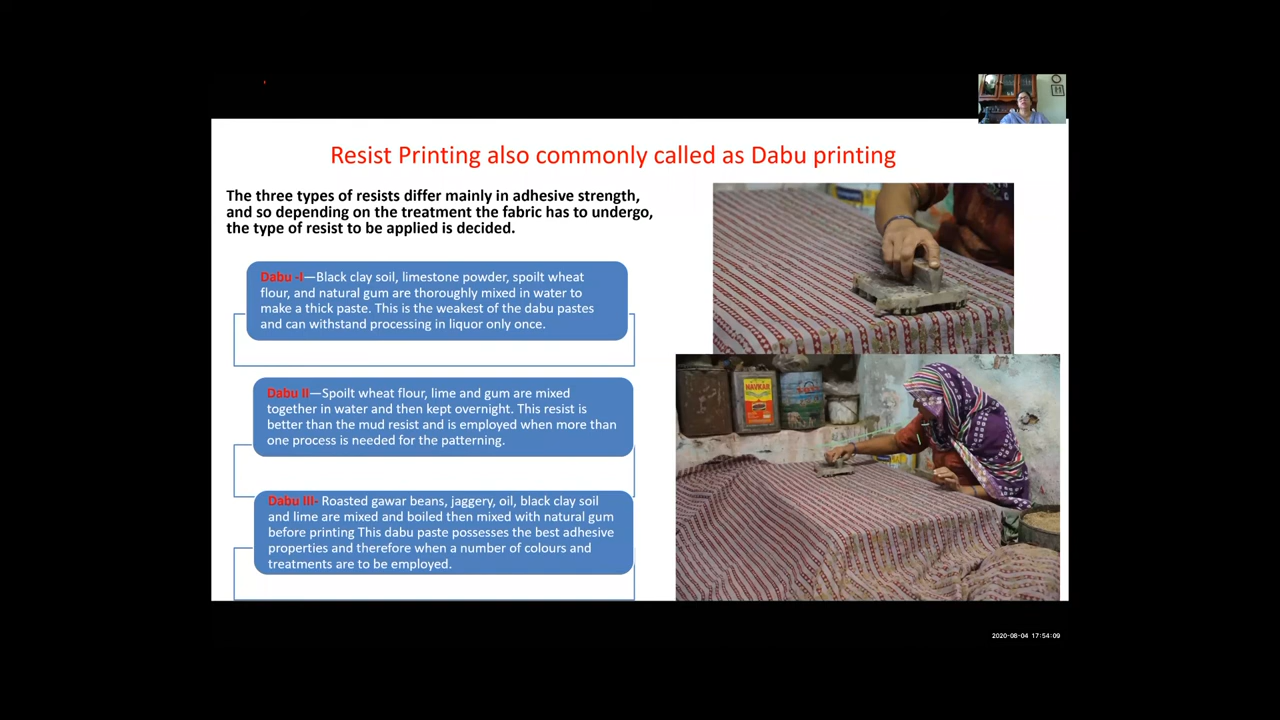 Resist Printing also commonly called as Dabu printing
The three types of resists differ mainly in adhesive strength,
and so depending on the treatment the fabric has to undergo,
the type of resist to be applied is decided.
Dabu -I—Black clay soil, limestone powder, spoilt wheat
flour, and natural gum are thoroughly mixed in water to
make a thick paste. This is the weakest of the dabu pastes
and can withstand processing in liquor only once.
Dabu II—Spoilt wheat flour, lime and gum are mixed
together in water and then kept overnight. This resist is
better than the mud resist and is employed when more than
one process is needed for the patterning.
Dabu III- Roasted gawar beans, jaggery, oil, black clay soil
and lime are mixed and boiled then mixed with natural gum
before printing This dabu paste possesses the best adhesive
properties and therefore when a number of colours and
treatments are to be employed.
NAVKAR
2020-08-04 17:54:09